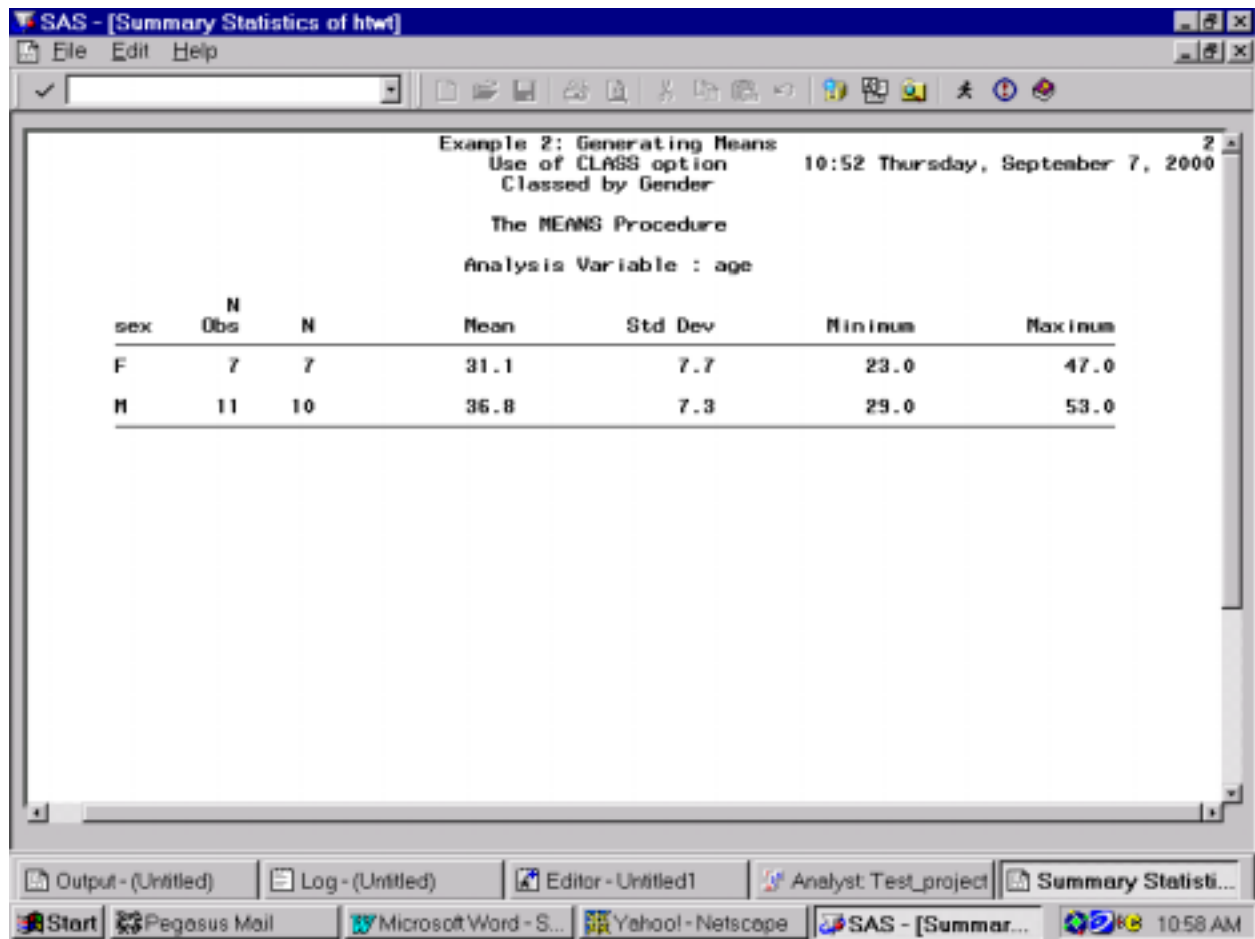 SAS - [Summary Statistics of htwt]
File Edit Help
Example 2: Generating Means 2
Use of CLASS option 10:52 Thursday, September 7, 2000
Classed by Gender
The MEANS Procedure
Analysis Variable : age
N
sex Obs N Mean Std Dev Minimum Maximum
F 7 7 31.1 7.7 23.0 47.0
M 11 10 36.8 7.3 29.0 53.0
Output - (Untitled) Log - (Untitled) Editor - Untitled1 Analyst: Test_project Summary Statisti...
Start Pegasus Mail Microsoft Word - S... Yahoo! - Netscape SAS - [Summar... 10:58 AM